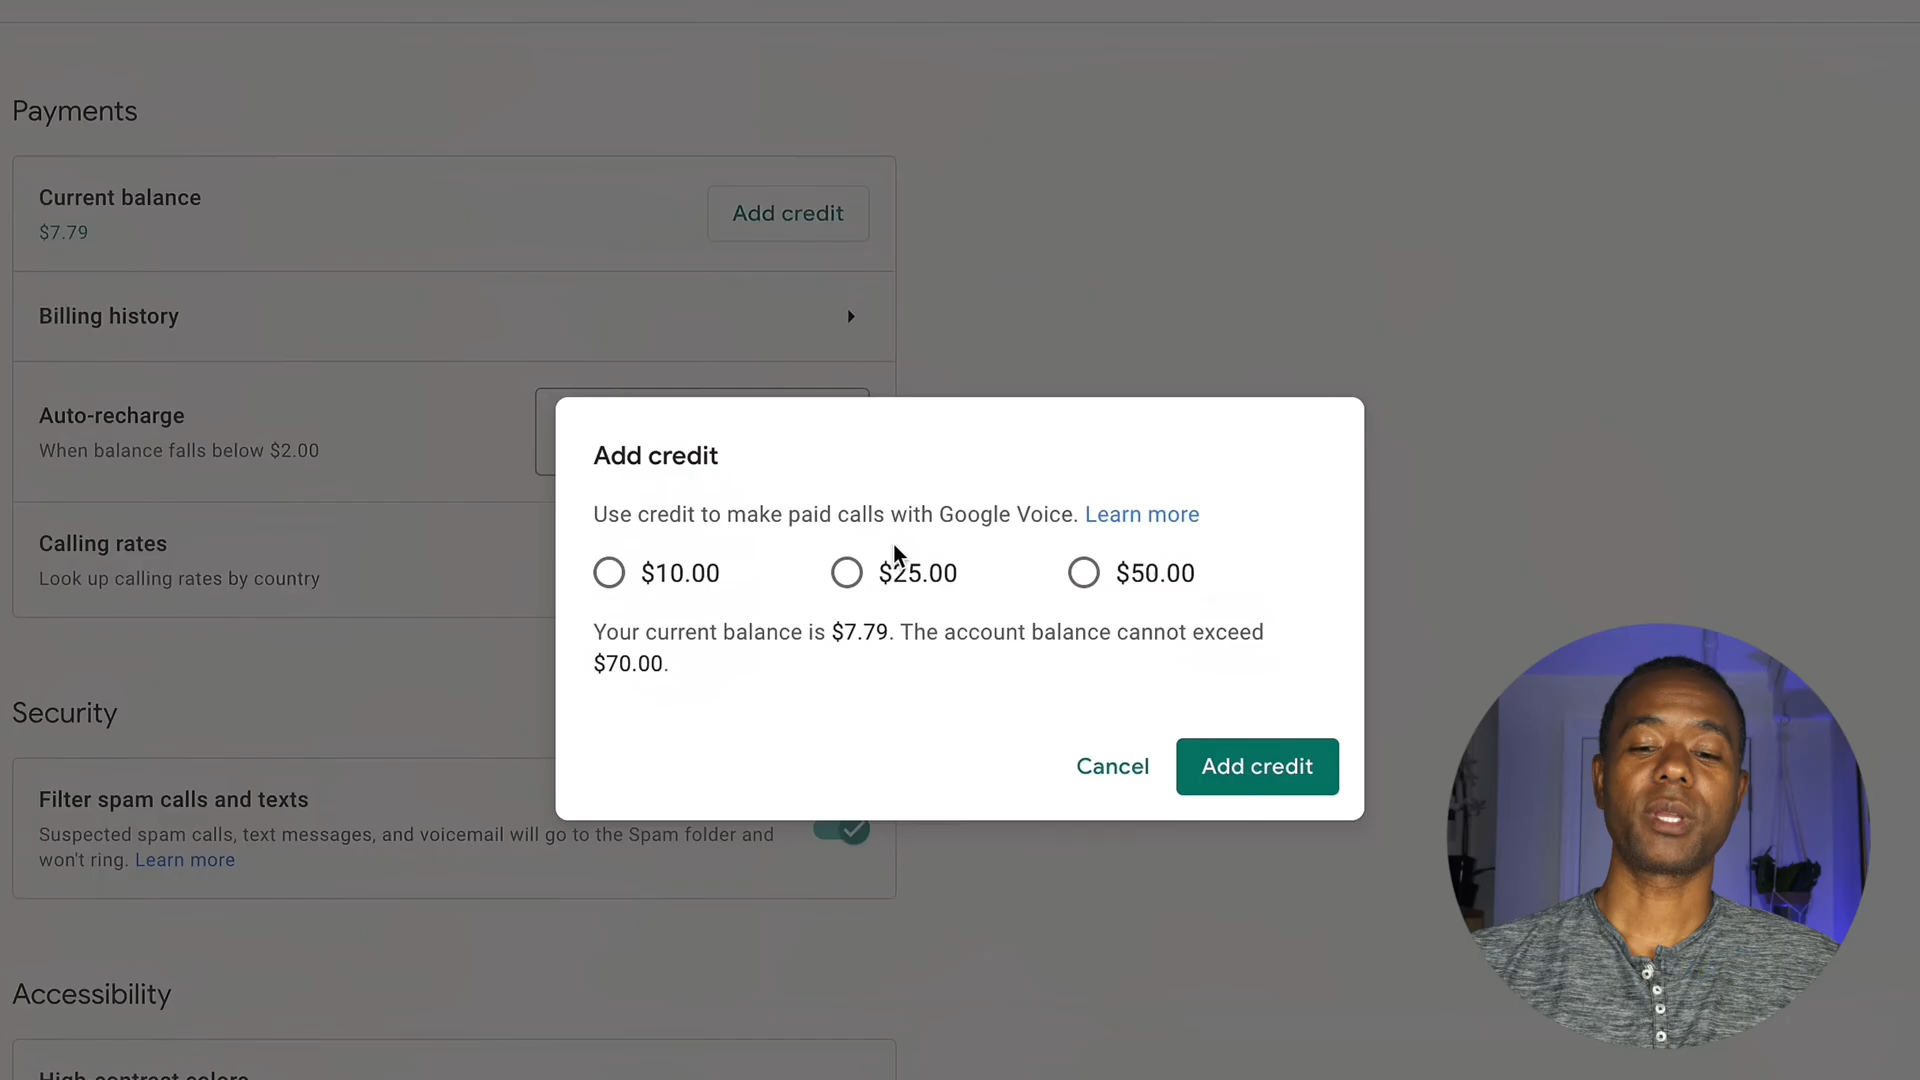 Payments
Current balance
$7.79
Add credit
Billing history
Auto-recharge
When balance falls below $2.00
Calling rates
Look up calling rates by country
Add credit
Use credit to make paid calls with Google Voice. Learn more
$10.00
$25.00
$50.00
Your current balance is $7.79. The account balance cannot exceed
$70.00.
Cancel
Add credit
Security
Filter spam calls and texts
Suspected spam calls, text messages, and voicemail will go to the Spam folder and
won't ring. Learn more
Accessibility
High-contrast colors